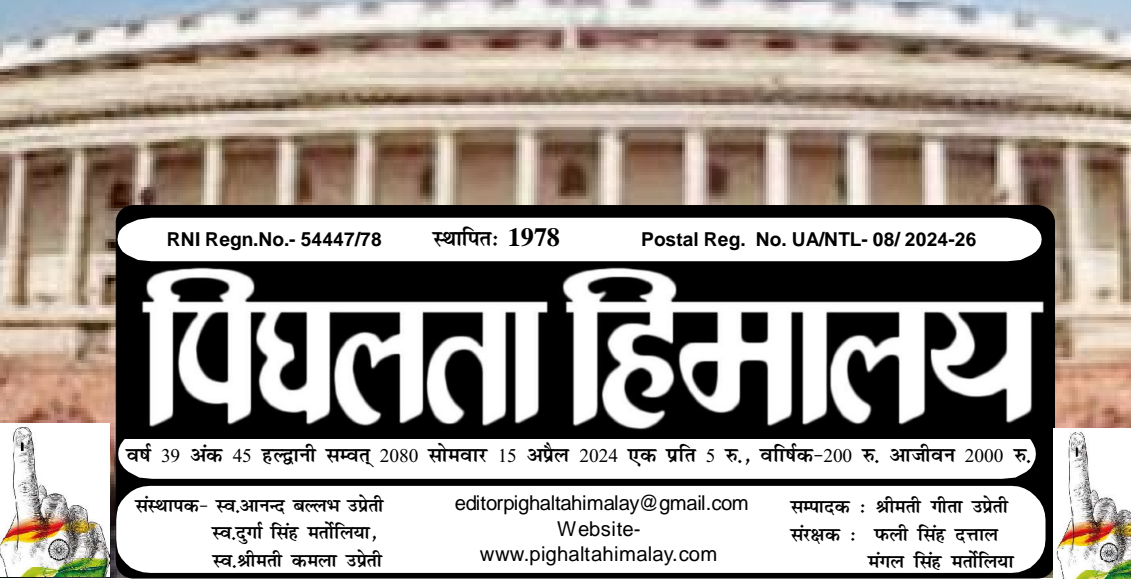 RNI Regn.No.- 54447/78 स्थापितः 1978 Postal Reg. No. UA/NTL- 08/ 2024-26
पिघलता हिमालय
वर्ष 39 अंक 45 हल्द्वानी सम्वत् 2080 सोमवार 15 अप्रैल 2024 एक प्रति 5 रु., वाार्षिक-200 रु. आजीवन 2000 रु.
संस्थापक- स्व.आनन्द बल्लभ उप्रेती
स्व.दुर्गा सिंह मर्तोलिया,
स्व.श्रीमती कमला उप्रेती
editorpighaltahimalay@gmail.com
Website-
www.pighaltahimalay.com
सम्पादक : श्रीमती गीता उप्रेती
संरक्षक : फली सिंह दत्ताल
मंगल सिंह मर्तोलिया